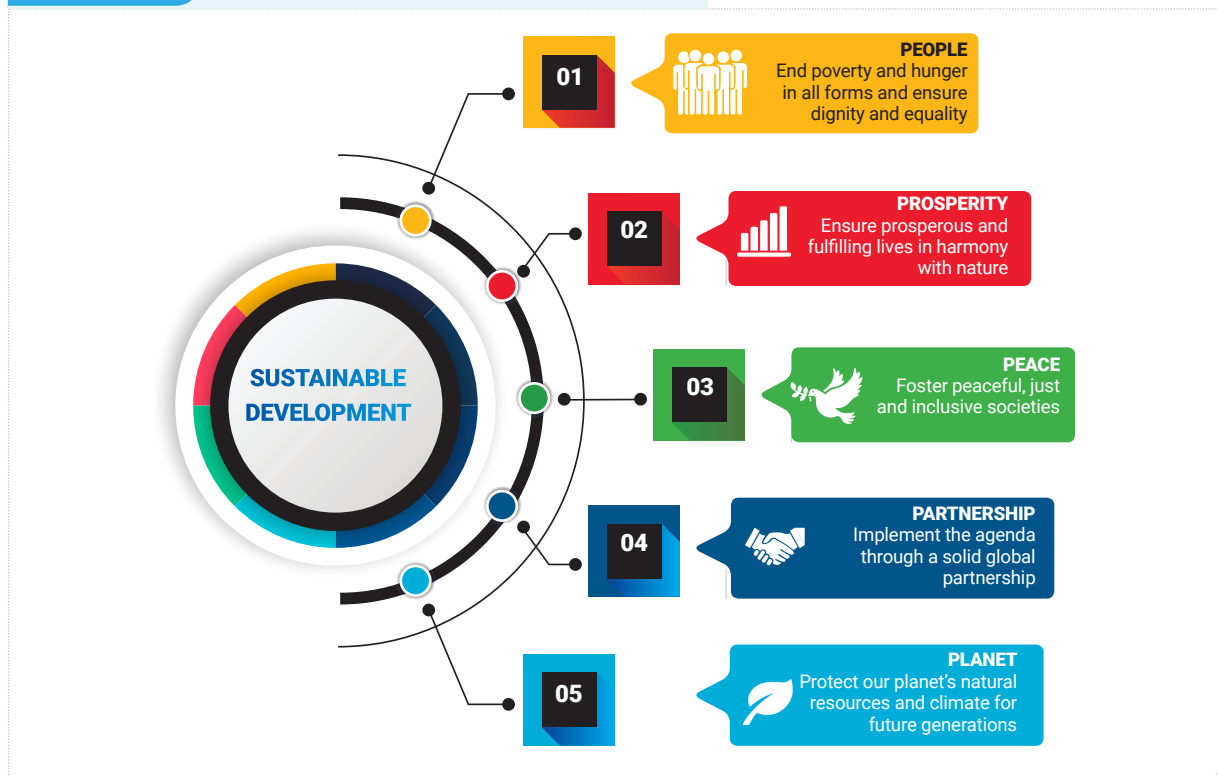 SUSTAINABLE
DEVELOPMENT
01
PEOPLE
End poverty and hunger
in all forms and ensure
dignity and equality
02
PROSPERITY
Ensure prosperous and
fulfilling lives in harmony
with nature
03
PEACE
Foster peaceful, just
and inclusive societies
04
PARTNERSHIP
Implement the agenda
through a solid global
partnership
05
PLANET
Protect our planet’s natural
resources and climate for
future generations